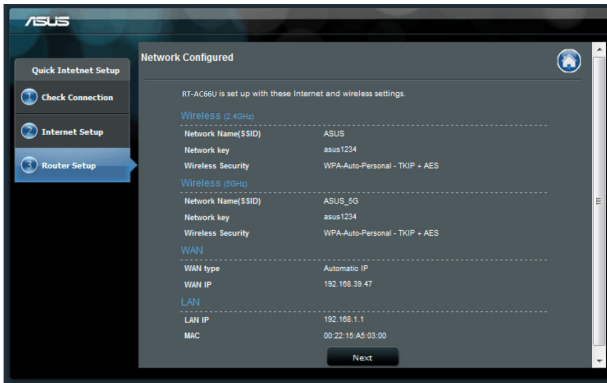 ASUS
Quick Intetnet Setup
1 Check Connection
2 Internet Setup
3 Router Setup
Network Configured
RT-AC66U is set up with these Internet and wireless settings.
Wireless (2.4GHz)
Network Name(SSID) ASUS
Network key asus1234
Wireless Security WPA-Auto-Personal - TKIP + AES
Wireless (5GHz)
Network Name(SSID) ASUS_5G
Network key asus1234
Wireless Security WPA-Auto-Personal - TKIP + AES
WAN
WAN type Automatic IP
WAN IP 192.168.39.47
LAN
LAN IP 192.168.1.1
MAC 00:22:15:A5:03:00
Next